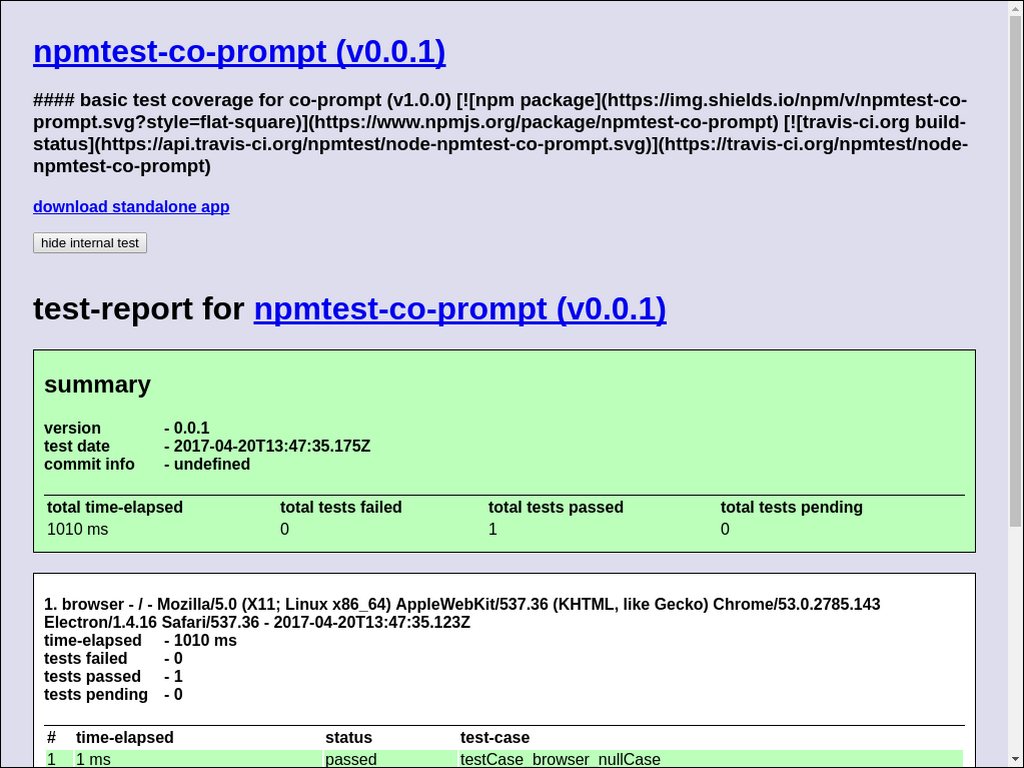 npmtest-co-prompt (v0.0.1)
#### basic test coverage for co-prompt (v1.0.0) [![npm package](https://img.shields.io/npm/v/npmtest-co-
prompt.svg?style=flat-square)](https://www.npmjs.org/package/npmtest-co-prompt) [![travis-ci.org build-
status](https://api.travis-ci.org/npmtest/node-npmtest-co-prompt.svg)](https://travis-ci.org/npmtest/node-
npmtest-co-prompt)
download standalone app
hide internal test
test-report for npmtest-co-prompt (v0.0.1)
summary
version - 0.0.1
test date - 2017-04-20T13:47:35.175Z
commit info - undefined
total time-elapsed total tests failed total tests passed total tests pending
1010 ms 0 1 0
1. browser - / - Mozilla/5.0 (X11; Linux x86_64) AppleWebKit/537.36 (KHTML, like Gecko) Chrome/53.0.2785.143
Electron/1.4.16 Safari/537.36 - 2017-04-20T13:47:35.123Z
time-elapsed - 1010 ms
tests failed - 0
tests passed - 1
tests pending - 0
# time-elapsed status test-case
1 1 ms passed testCase_browser_nullCase